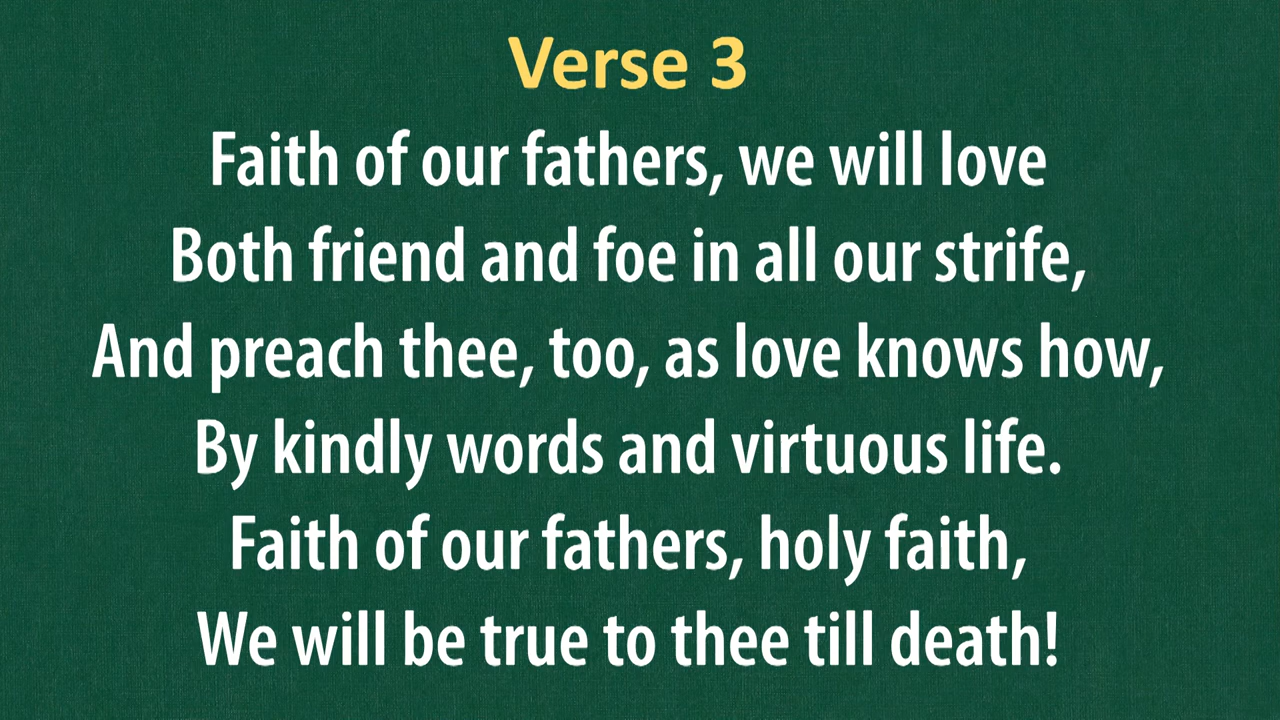 Verse 3
Faith of our fathers, we will love
Both friend and foe in all our strife,
And preach thee, too, as love knows how,
By kindly words and virtuous life.
Faith of our fathers, holy faith,
We will be true to thee till death!